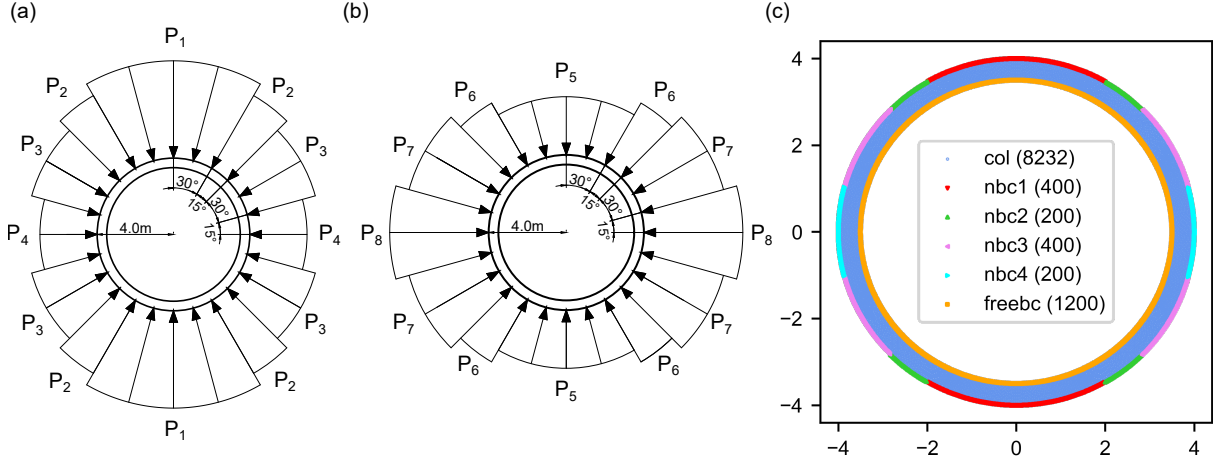 (a)
P1
P2
P2
P3
P3
30°
15°
30°
15°
4.0m
P4
P4
P3
P3
P2
P2
P1
(b)
P5
P6
P6
P7
P7
30°
15°
30°
15°
4.0m
P8
P8
P7
P7
P6
P6
P5
(c)
4
2
0
−2
−4
−4
−2
0
2
4
col (8232)
nbc1 (400)
nbc2 (200)
nbc3 (400)
nbc4 (200)
freebc (1200)